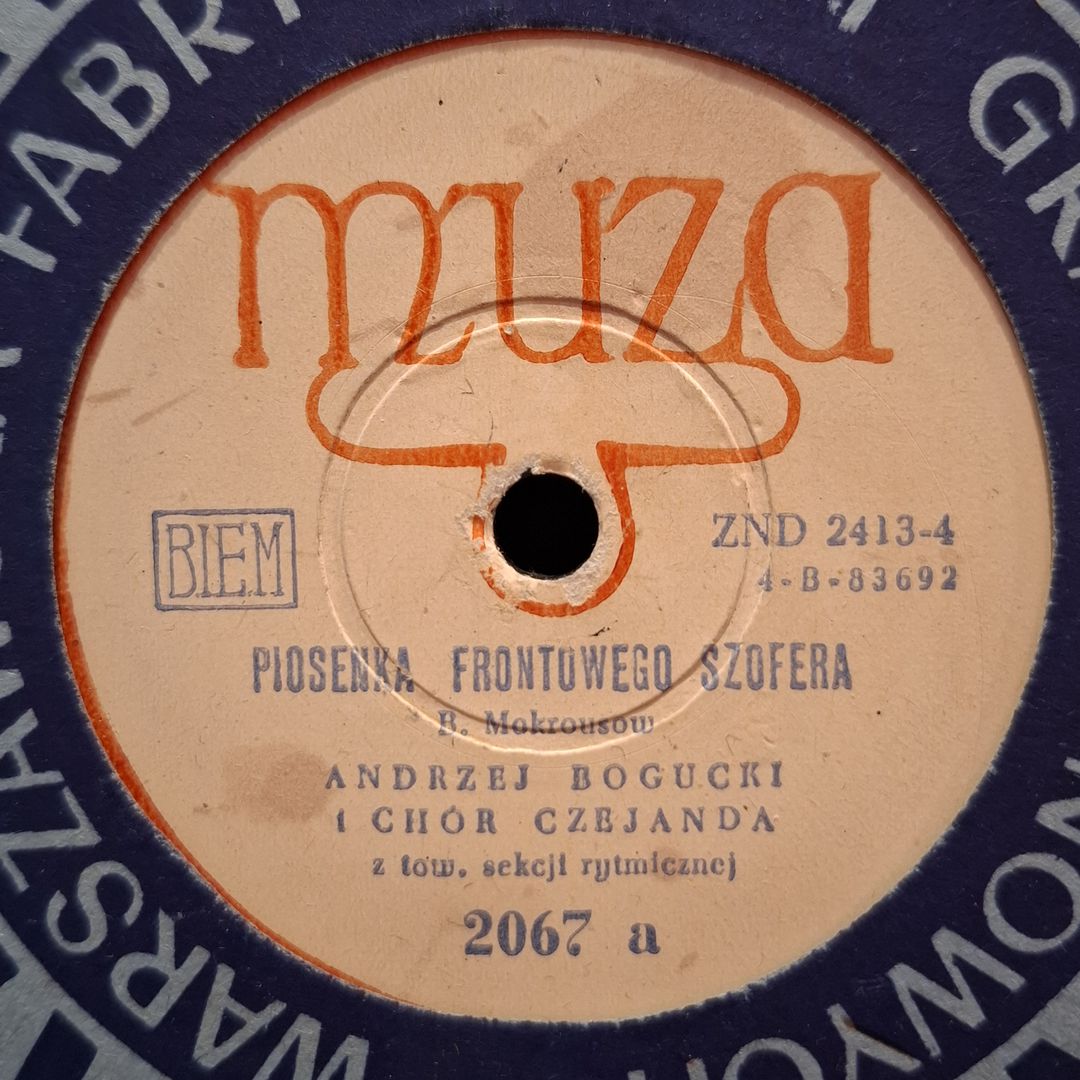 muza
BIEM
ZND 2413-4
4-B-83692
PIOSENKA FRONTOWEGO SZOFERA
B. Mokrousow
ANDRZEJ BOGUCKI
i CHÓR CZEJANDA
z tow. sekcji rytmicznej
2067 a